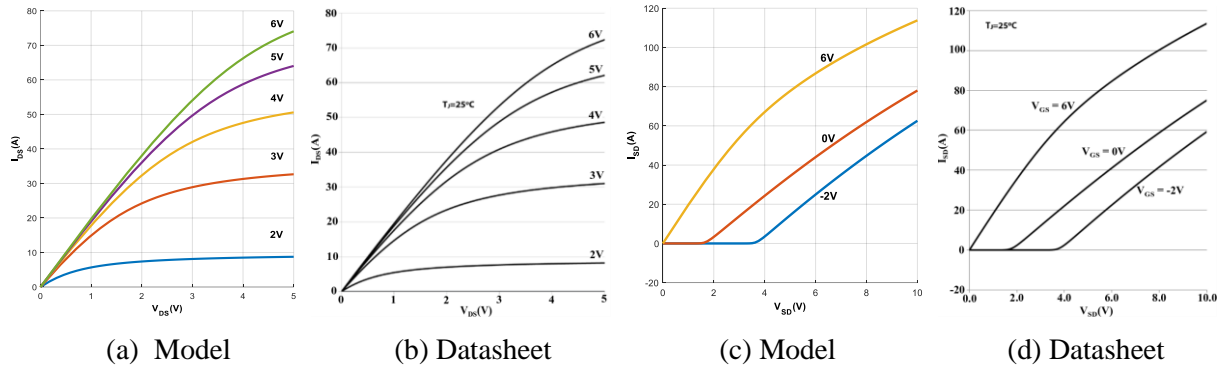 80
70
60
50
40
30
20
10
0
I_DS(A)
6V
5V
4V
3V
2V
0 1 2 3 4 5
V_DS(V)
(a) Model
80
70
60
50
40
30
20
10
0
I_DS(A)
T_J=25°C
6V
5V
4V
3V
2V
0 1 2 3 4 5
V_DS(V)
(b) Datasheet
120
100
80
60
40
20
0
-20
I_SD(A)
6V
0V
-2V
0 2 4 6 8 10
V_SD(V)
(c) Model
120
100
80
60
40
20
0
-20
I_SD(A)
T_J=25°C
V_GS = 6V
V_GS = 0V
V_GS = -2V
0.0 2.0 4.0 6.0 8.0 10.0
V_SD(V)
(d) Datasheet